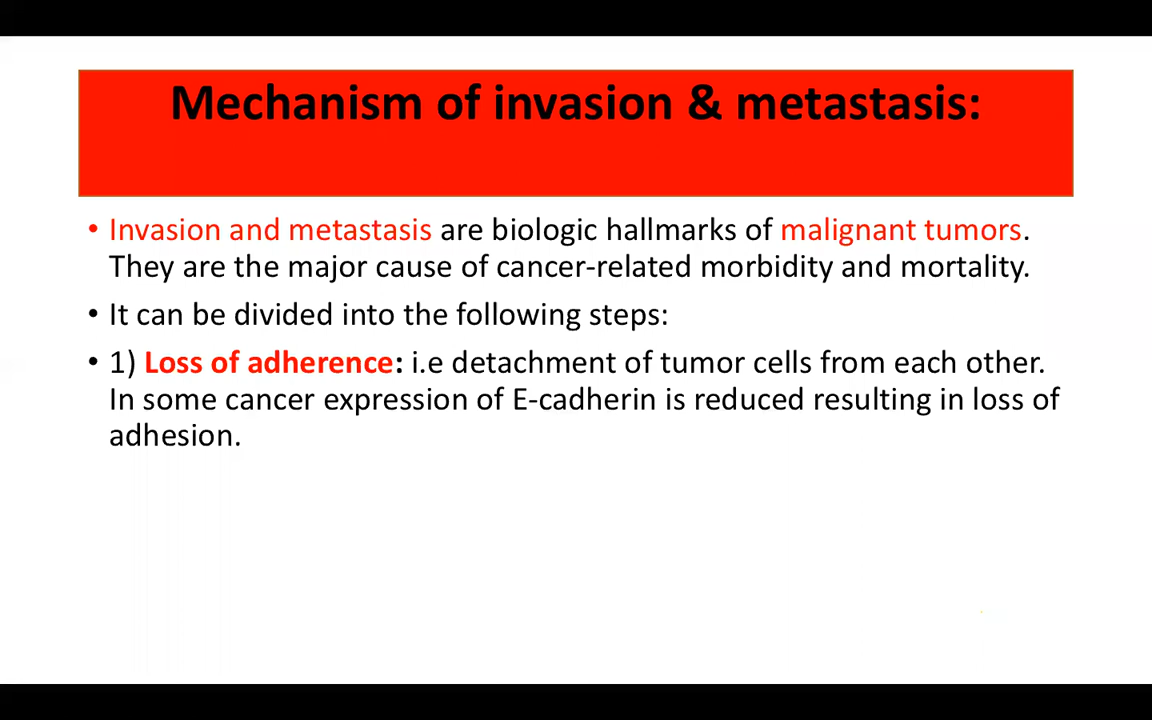 Mechanism of invasion & metastasis:
• Invasion and metastasis are biologic hallmarks of malignant tumors.
They are the major cause of cancer-related morbidity and mortality.
• It can be divided into the following steps:
• 1) Loss of adherence: i.e detachment of tumor cells from each other.
In some cancer expression of E-cadherin is reduced resulting in loss of
adhesion.